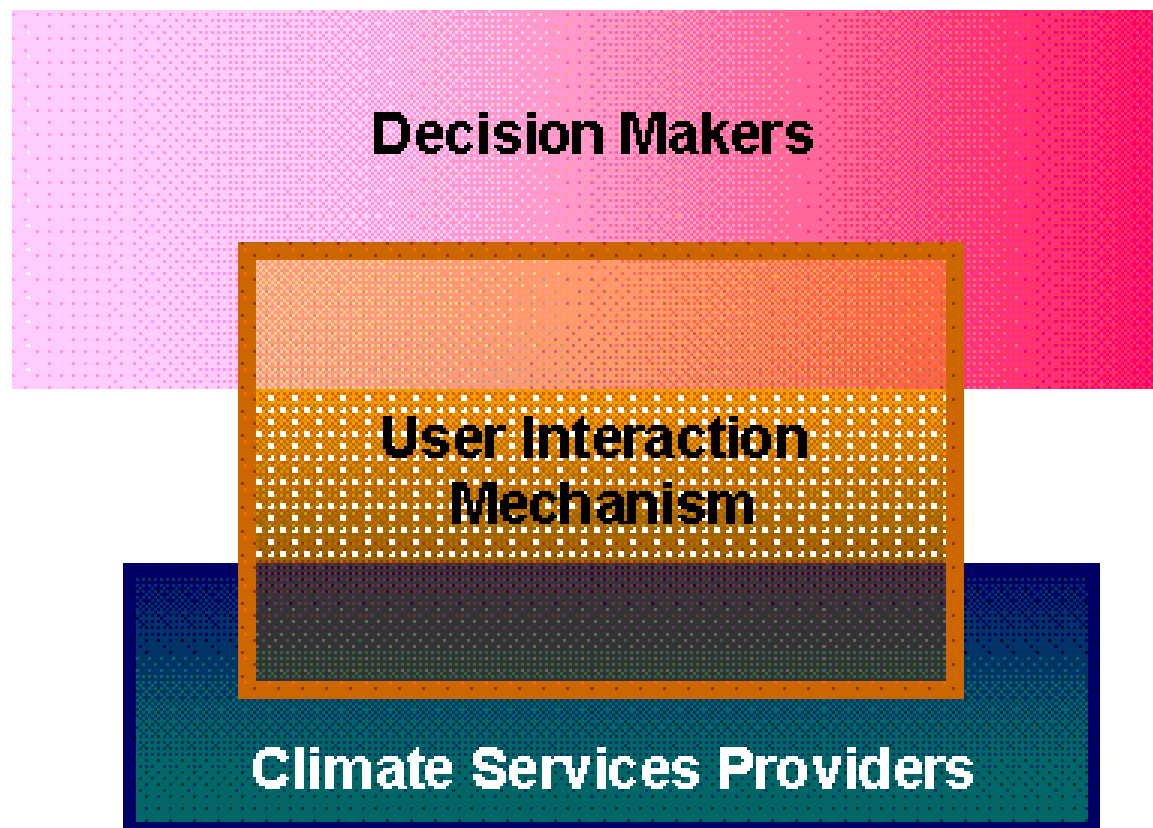 Decision Makers
User Interaction
Mechanism
Climate Services Providers